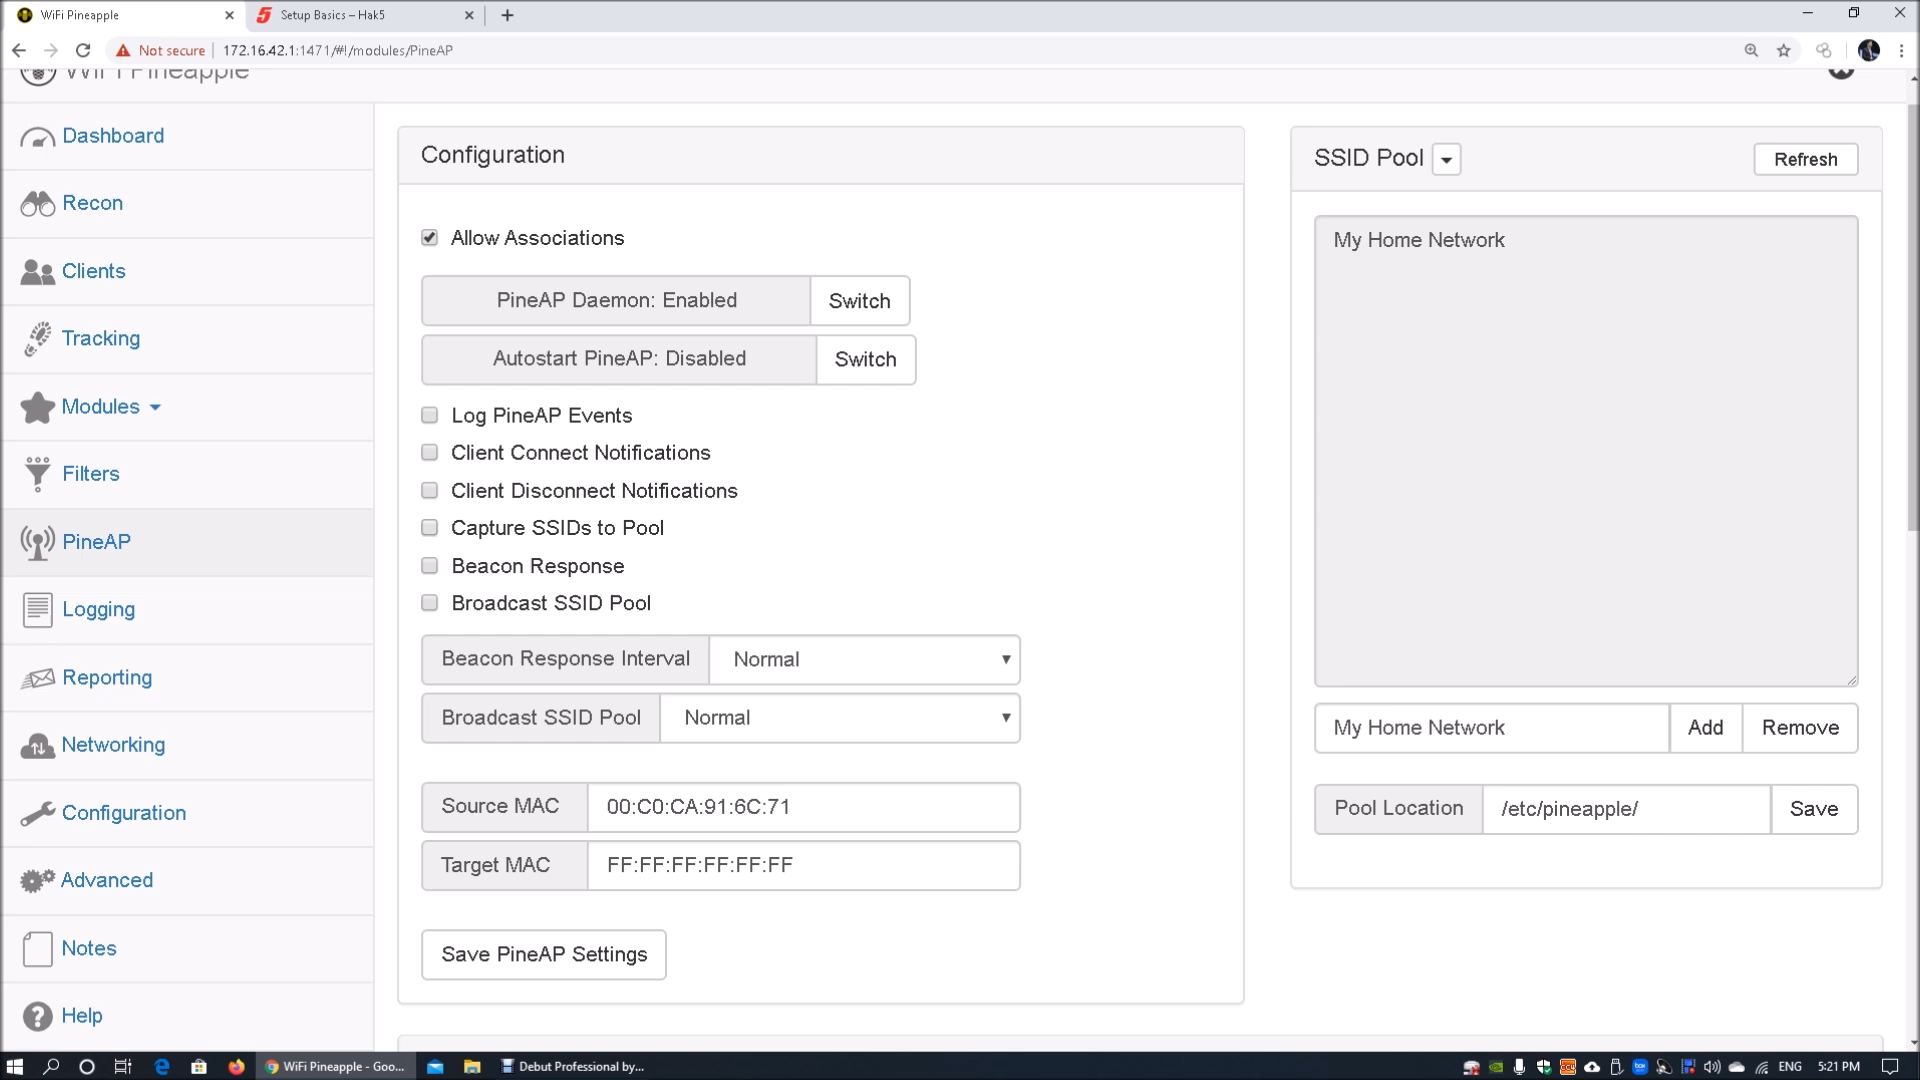 WiFi Pineapple
Setup Basics – Hak5
Not secure
172.16.42.1:1471/#!/modules/PineAP
WiFi Pineapple
Dashboard
Recon
Clients
Tracking
Modules
Filters
PineAP
Logging
Reporting
Networking
Configuration
Advanced
Notes
Help
Configuration
Allow Associations
PineAP Daemon: Enabled Switch
Autostart PineAP: Disabled Switch
Log PineAP Events
Client Connect Notifications
Client Disconnect Notifications
Capture SSIDs to Pool
Beacon Response
Broadcast SSID Pool
Beacon Response Interval Normal
Broadcast SSID Pool Normal
Source MAC 00:C0:CA:91:6C:71
Target MAC FF:FF:FF:FF:FF:FF
Save PineAP Settings
SSID Pool Refresh
My Home Network
My Home Network Add Remove
Pool Location /etc/pineapple/ Save
WiFi Pineapple - Goo...
Debut Professional by...
ENG 5:21 PM